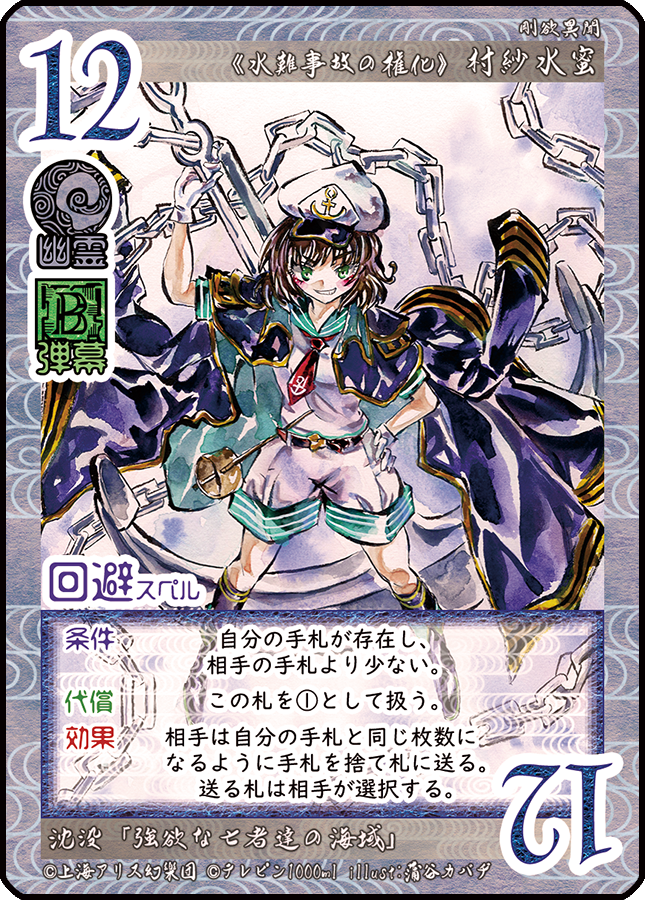 剛欲異聞
《水難事故の権化》 村紗水蜜
12
幽霊
B
弾幕
回避スペル
条件 自分の手札が存在し、
相手の手札より少ない。
代償 この札を①として扱う。
効果 相手は自分の手札と同じ枚数に
なるように手札を捨て札に送る。
送る札は相手が選択する。
12
沈没「強欲な亡者達の海域」
©上海アリス幻樂団 ©テレピン1000ml illust:蒲谷カバヂ